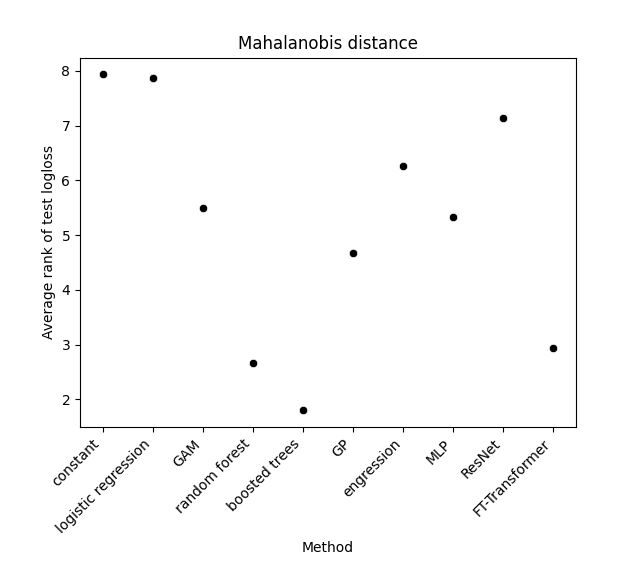 Mahalanobis distance
Average rank of test logloss
8
7
6
5
4
3
2
constant
logistic regression
GAM
random forest
boosted trees
GP
engression
MLP
ResNet
FT-Transformer
Method